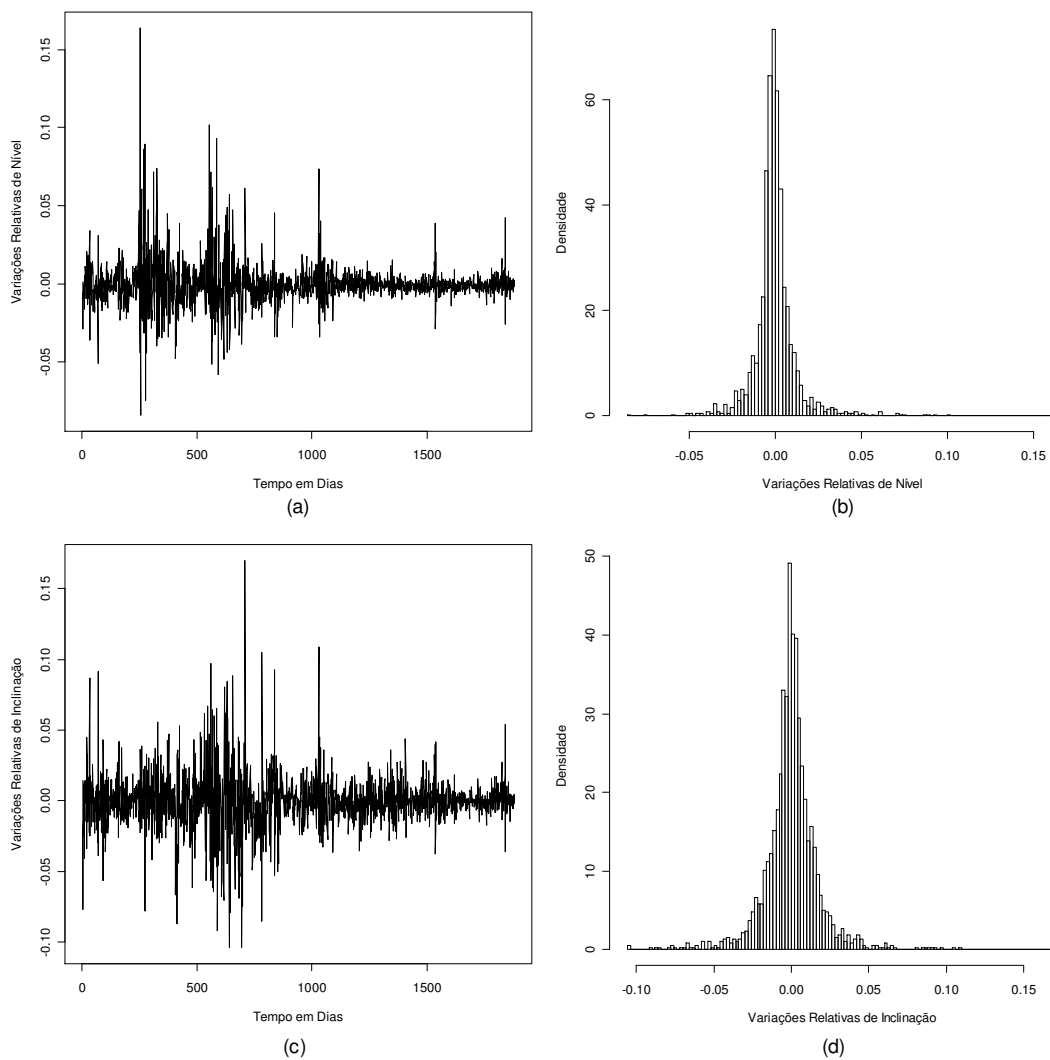 0.15
0.10
0.05
0.00
-0.05
Variações Relativas de Nível
0 500 1000 1500
Tempo em Dias
(a)
60
40
20
0
Densidade
-0.05 0.00 0.05 0.10 0.15
Variações Relativas de Nível
(b)
0.15
0.10
0.05
0.00
-0.05
-0.10
Variações Relativas de Inclinação
0 500 1000 1500
Tempo em Dias
(c)
50
40
30
20
10
0
Densidade
-0.10 -0.05 0.00 0.05 0.10 0.15
Variações Relativas de Inclinação
(d)